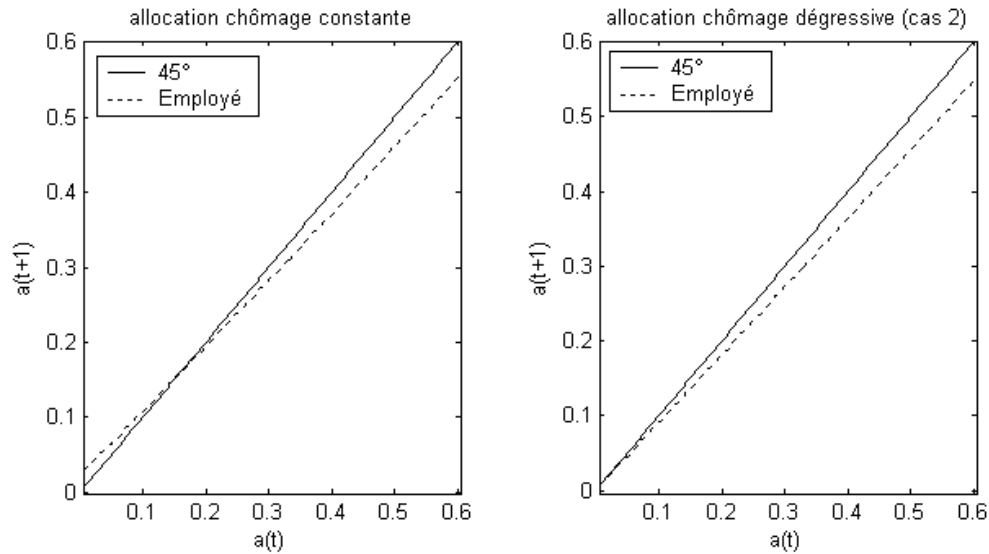 allocation chômage constante
0.6
0.5
0.4
0.3
0.2
0.1
0
45°
Employé
a(t+1)
0.1 0.2 0.3 0.4 0.5 0.6
a(t)
allocation chômage dégressive (cas 2)
0.6
0.5
0.4
0.3
0.2
0.1
0
45°
Employé
a(t+1)
0.1 0.2 0.3 0.4 0.5 0.6
a(t)